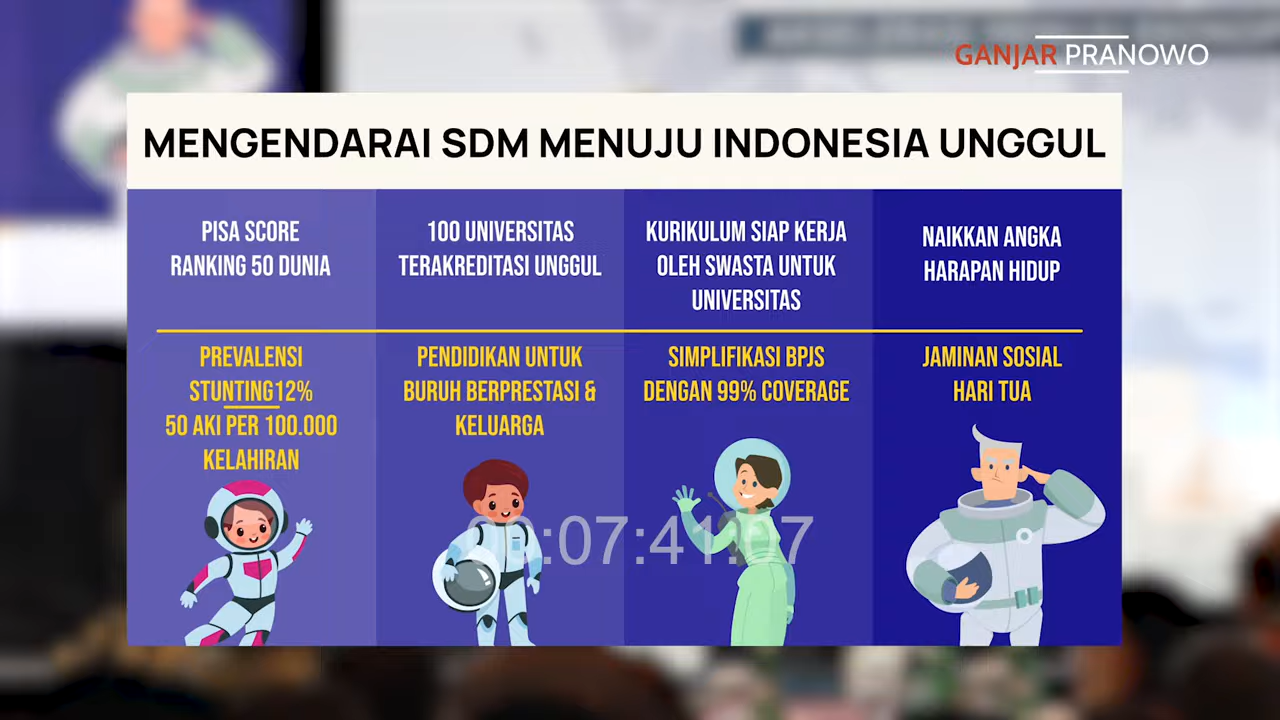 GANJAR PRANOWO
MENGENDARAI SDM MENUJU INDONESIA UNGGUL
PISA SCORE
RANKING 50 DUNIA
100 UNIVERSITAS
TERAKREDITASI UNGGUL
KURIKULUM SIAP KERJA
OLEH SWASTA UNTUK
UNIVERSITAS
NAIKKAN ANGKA
HARAPAN HIDUP
PREVALENSI
STUNTING12%
50 AKI PER 100.000
KELAHIRAN
PENDIDIKAN UNTUK
BURUH BERPRESTASI &
KELUARGA
SIMPLIFIKASI BPJS
DENGAN 99% COVERAGE
JAMINAN SOSIAL
HARI TUA